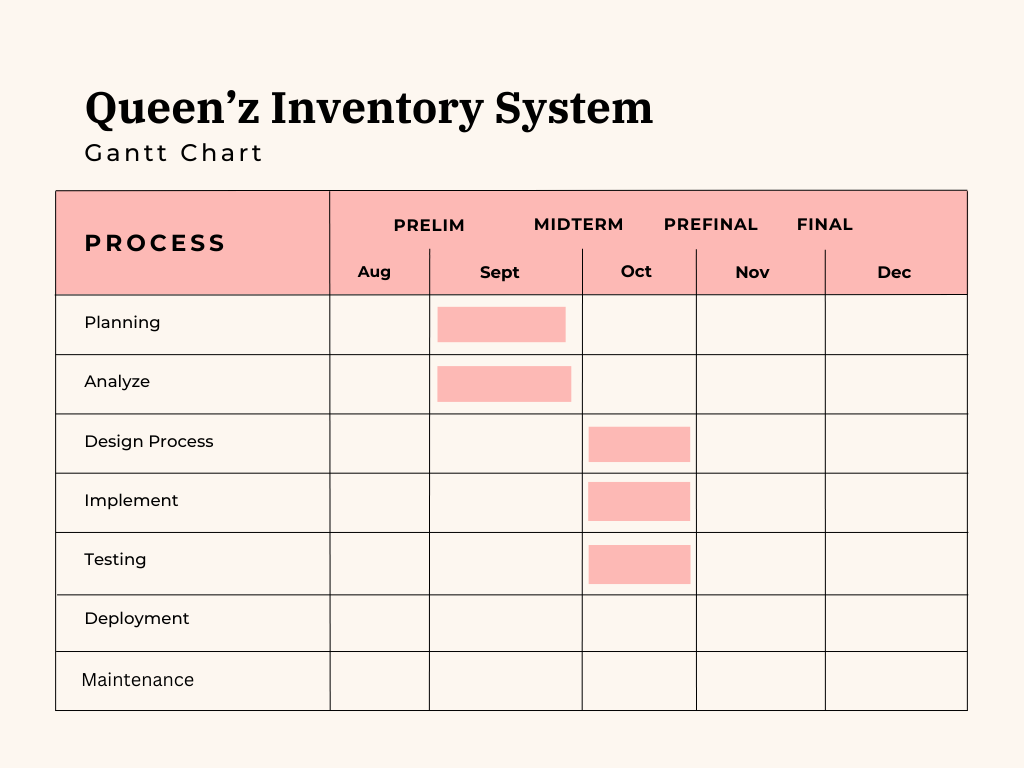 Queen’z Inventory System
Gantt Chart
PROCESS
PRELIM MIDTERM PREFINAL FINAL
Aug Sept Oct Nov Dec
Planning
Analyze
Design Process
Implement
Testing
Deployment
Maintenance